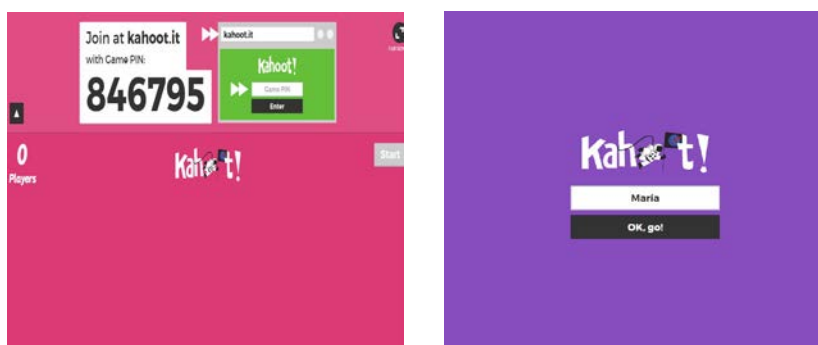 Join at kahoot.it
with Game PIN:
846795
kahoot.it
Kahoot!
Game PIN
Enter
0
Players
Kahoot!
Start
Kahoot!
Maria
OK, go!